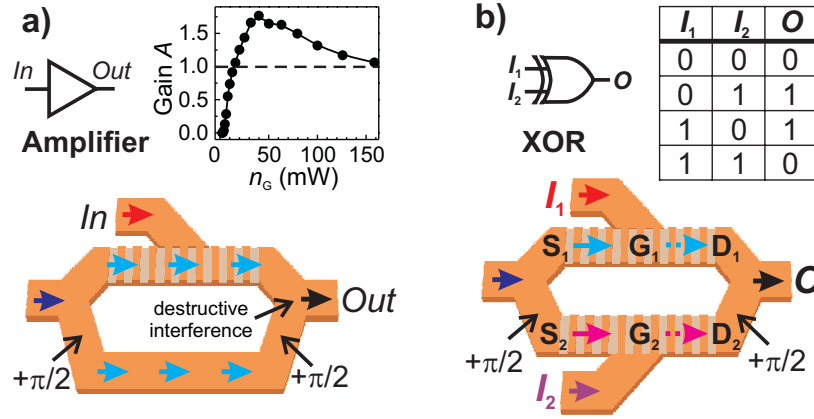 a)
In
Out
Amplifier
Gain A
1.5
1.0
0.5
0.0
0
50
100
150
nG (mW)
In
Out
destructive
interference
+π/2
+π/2
b)
I1
I2
O
XOR
I1 I2 O
0 0 0
0 1 1
1 0 1
1 1 0
I1
S1 G1 D1
O
S2 G2 D2
+π/2
+π/2
I2